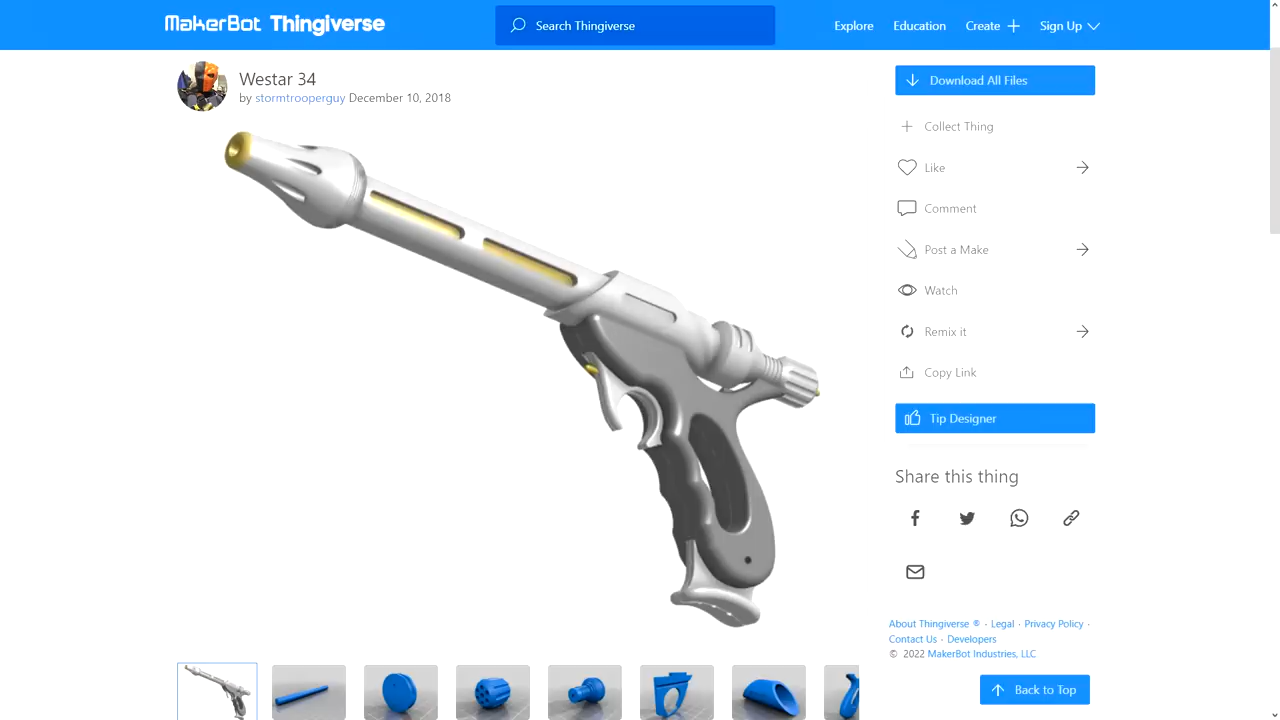 MakerBot Thingiverse
Search Thingiverse
Explore
Education
Create
Sign Up
Westar 34
by stormtrooperguy December 10, 2018
Download All Files
Collect Thing
Like
Comment
Post a Make
Watch
Remix it
Copy Link
Tip Designer
Share this thing
About Thingiverse ® · Legal · Privacy Policy ·
Contact Us · Developers
© 2022 MakerBot Industries, LLC
Back to Top